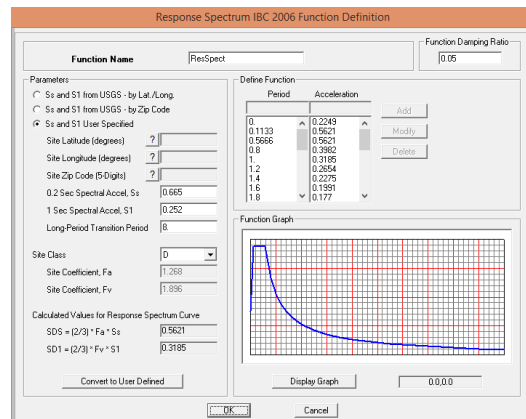 Response Spectrum IBC 2006 Function Definition
Function Damping Ratio
Function Name
ResSpect
0.05
Parameters
Ss and S1 from USGS - by Lat./Long.
Ss and S1 from USGS - by Zip Code
Ss and S1 User Specified
Site Latitude (degrees)
?
Site Longitude (degrees)
?
Site Zip Code (5-Digits)
?
0.2 Sec Spectral Accel, Ss
0.665
1 Sec Spectral Accel, S1
0.252
Long-Period Transition Period
8.
Site Class
D
Site Coefficient, Fa
1.268
Site Coefficient, Fv
1.896
Calculated Values for Response Spectrum Curve
SDS = (2/3) * Fa * Ss
0.5621
SD1 = (2/3) * Fv * S1
0.3185
Convert to User Defined
Define Function
Period Acceleration
0. 0.2249
0.1133 0.5621
0.5666 0.5621
0.8 0.3982
1. 0.3185
1.2 0.2654
1.4 0.2275
1.6 0.1991
1.8 0.177
Add
Modify
Delete
Function Graph
Display Graph
0.0,0.0
OK
Cancel